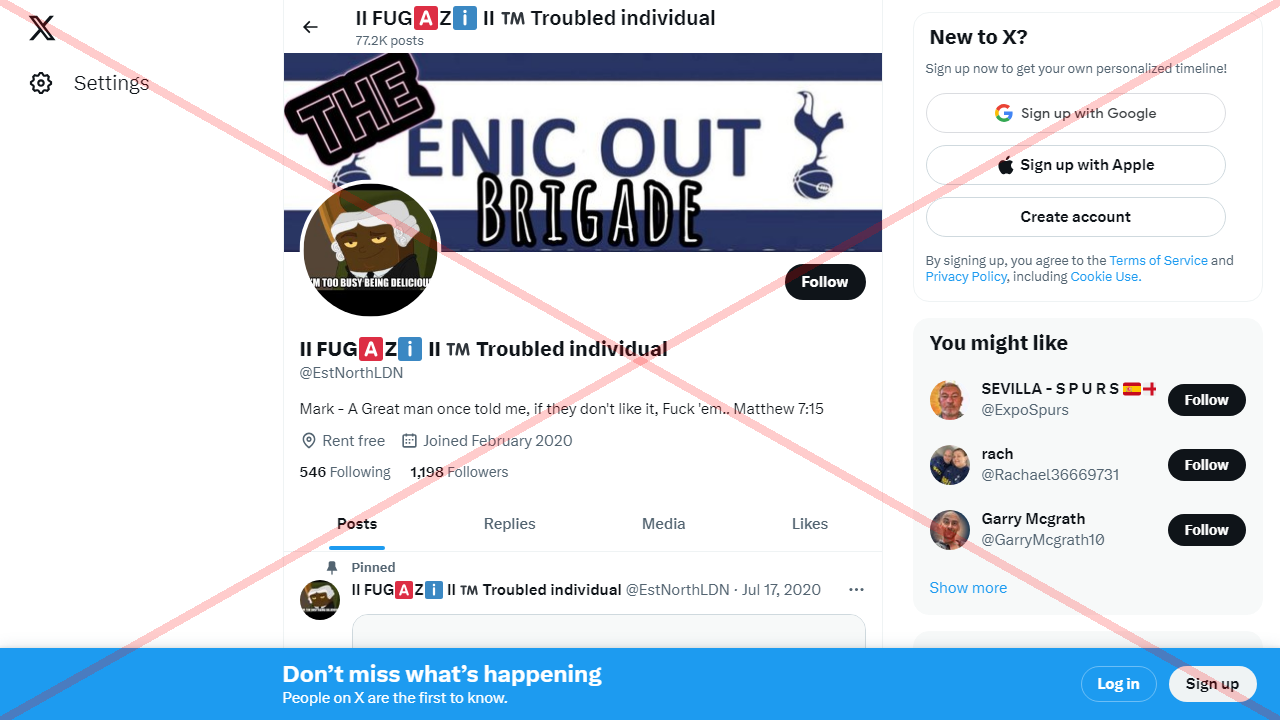 Settings
II FUG🅰️Zℹ️ II ™️ Troubled individual
77.2K posts
THE
ENIC OUT
BRIGADE
I'M TOO BUSY BEING DELICIOU
Follow
II FUG🅰️Zℹ️ II ™️ Troubled individual
@EstNorthLDN
Mark - A Great man once told me, if they don't like it, Fuck 'em.. Matthew 7:15
Rent free Joined February 2020
546 Following 1,198 Followers
Posts Replies Media Likes
Pinned
II FUG🅰️Zℹ️ II ™️ Troubled individual @EstNorthLDN · Jul 17, 2020
New to X?
Sign up now to get your own personalized timeline!
Sign up with Google
Sign up with Apple
Create account
By signing up, you agree to the Terms of Service and
Privacy Policy, including Cookie Use.
You might like
SEVILLA - S P U R S 🇪🇸🏴󠁧󠁢󠁥󠁮󠁧󠁿
@ExpoSpurs
Follow
rach
@Rachael36669731
Follow
Garry Mcgrath
@GarryMcgrath10
Follow
Show more
Don’t miss what’s happening
People on X are the first to know.
Log in
Sign up